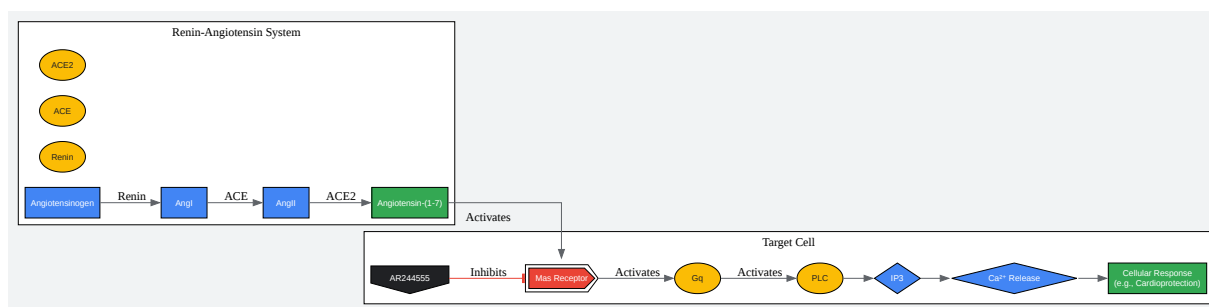 Renin-Angiotensin System
ACE2
ACE
Renin
Angiotensinogen
Renin
AngI
ACE
AngII
ACE2
Angiotensin-(1-7)
Activates
Target Cell
AR244555
Inhibits
Mas Receptor
Activates
Gq
Activates
PLC
IP3
Ca²⁺ Release
Cellular Response
(e.g., Cardioprotection)